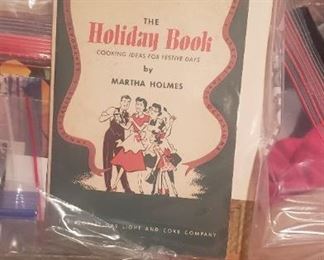 THE
Holiday Book
COOKING IDEAS FOR FESTIVE DAYS
by
MARTHA HOLMES
LIGHT AND COKE COMPANY